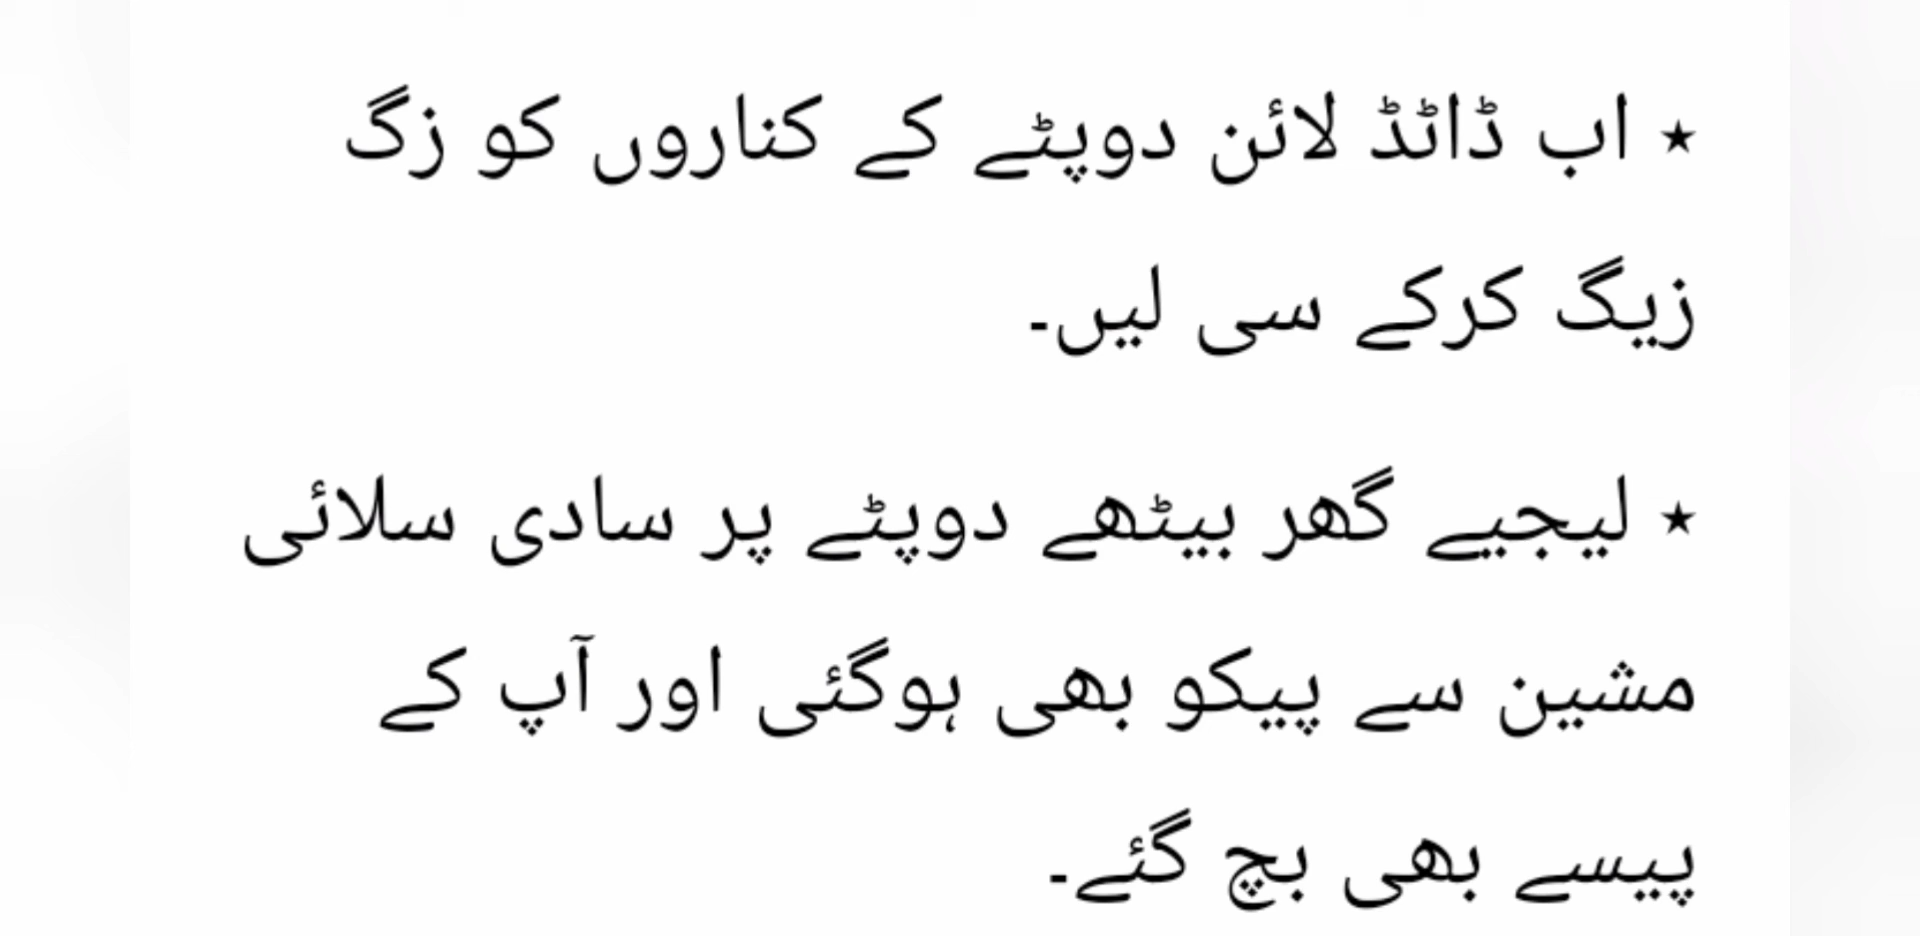 ٭ اب ڈاٹڈ لائن دوپٹے کے کناروں کو زگ
زیگ کرکے سی لیں۔
٭ لیجیے گھر بیٹھے دوپٹے پر سادی سلائی
مشین سے پیکو بھی ہوگئی اور آپ کے
پیسے بھی بچ گئے۔